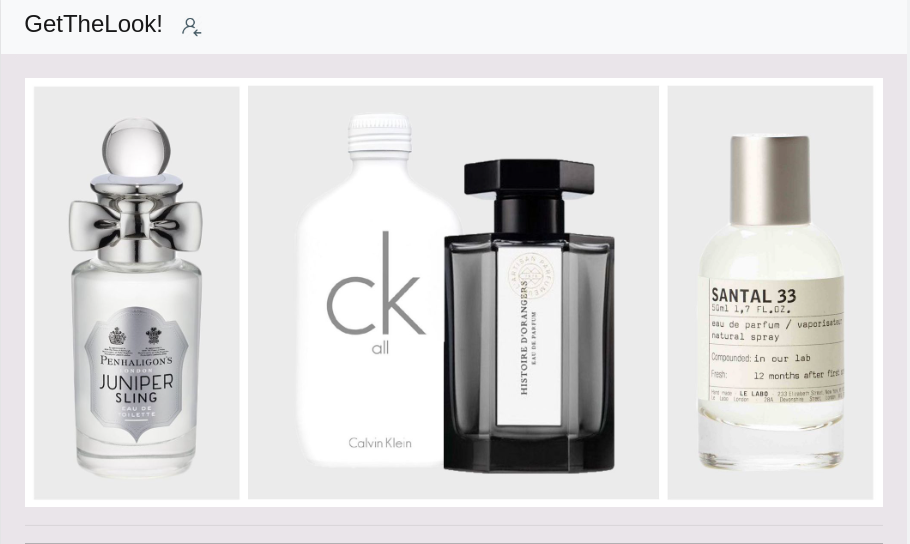 GetTheLook!
PENHALIGON'S
LONDON
JUNIPER
SLING
EAU DE
TOILETTE
ck
all
Calvin Klein
ARTISAN PARFUMEUR
HISTOIRE D'ORANGERS
EAU DE PARFUM
SANTAL 33
50ml 1,7 FL.OZ.
eau de parfum / vaporisateur
natural spray
Compounded: in our lab
Fresh: 12 months after first
Hand made LE LABO